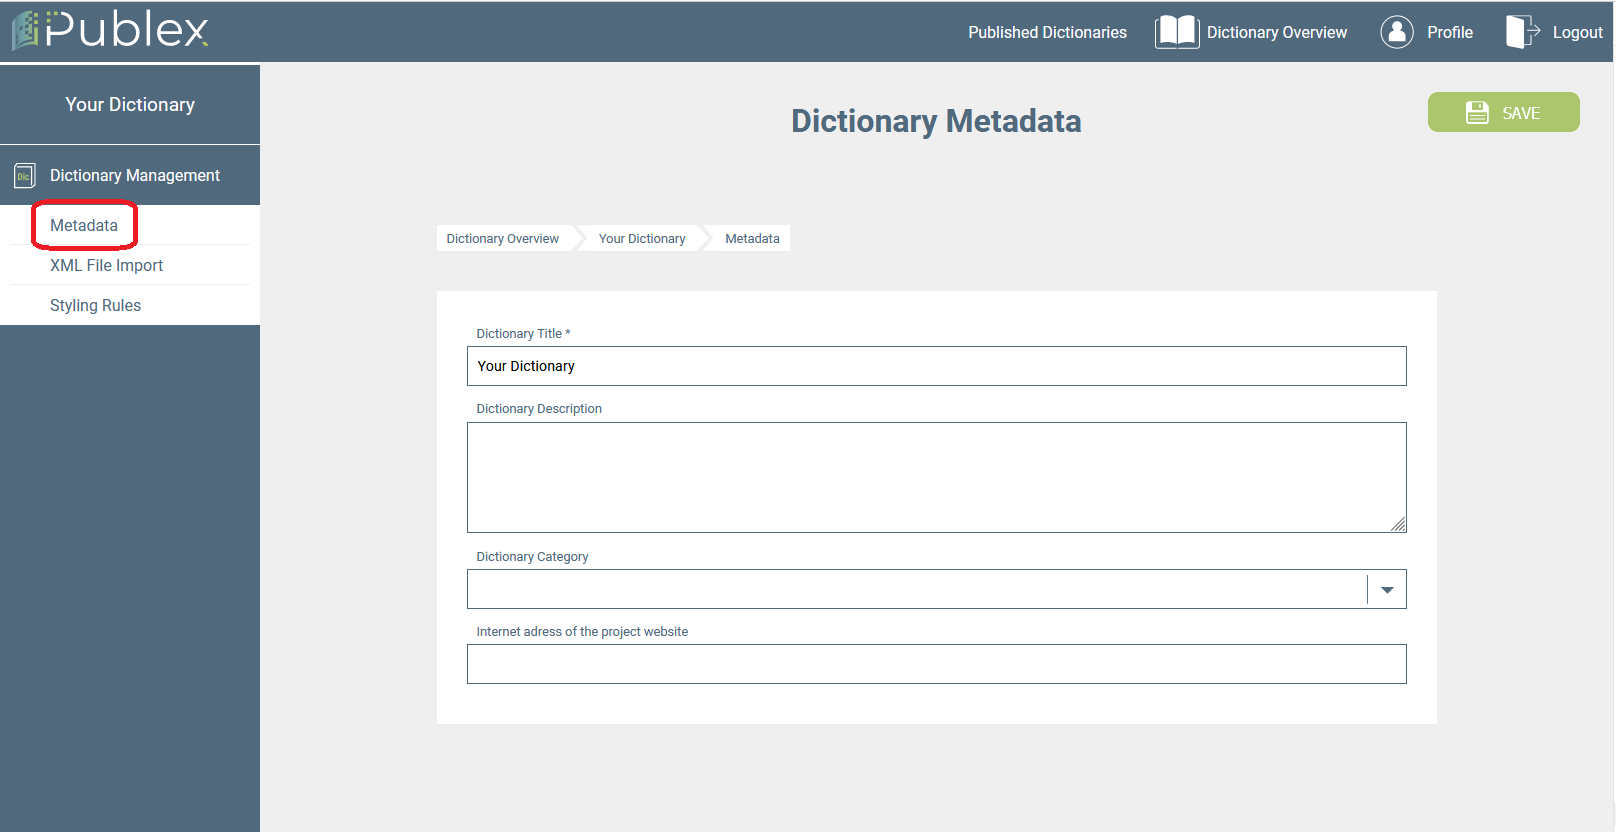 Publex
Published Dictionaries
Dictionary Overview
Profile
Logout
Your Dictionary
Dic
Dictionary Management
Metadata
XML File Import
Styling Rules
Dictionary Metadata
SAVE
Dictionary Overview
Your Dictionary
Metadata
Dictionary Title *
Your Dictionary
Dictionary Description
Dictionary Category
Internet adress of the project website